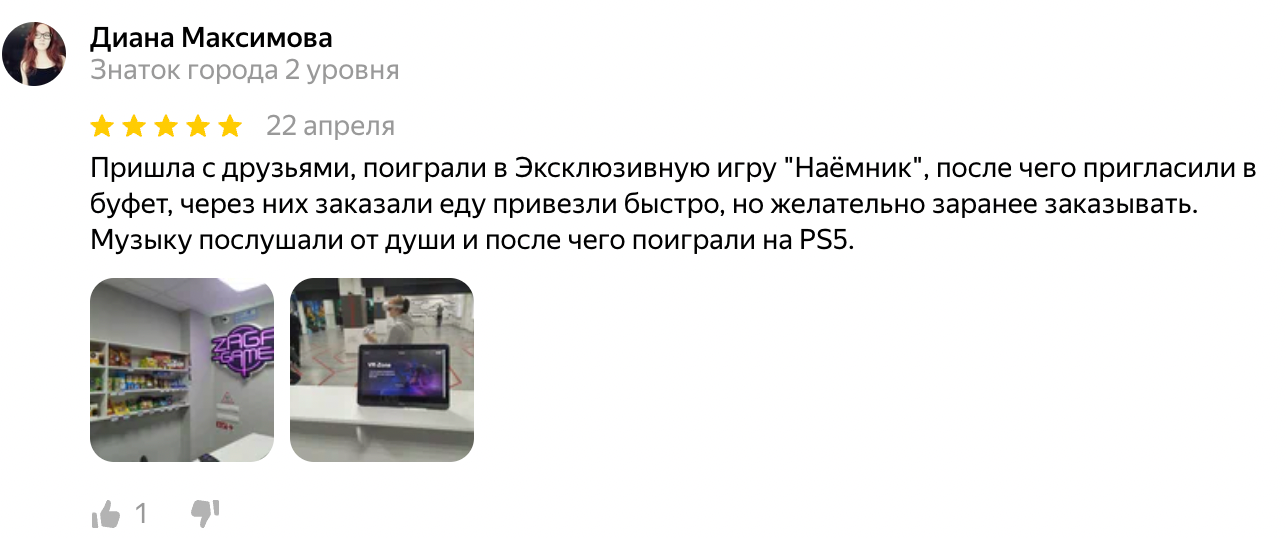 Диана Максимова
Знаток города 2 уровня
22 апреля
Пришла с друзьями, поиграли в Эксклюзивную игру "Наёмник", после чего пригласили в
буфет, через них заказали еду привезли быстро, но желательно заранее заказывать.
Музыку послушали от души и после чего поиграли на PS5.
ZAGA
GAME
VR-Zone
1